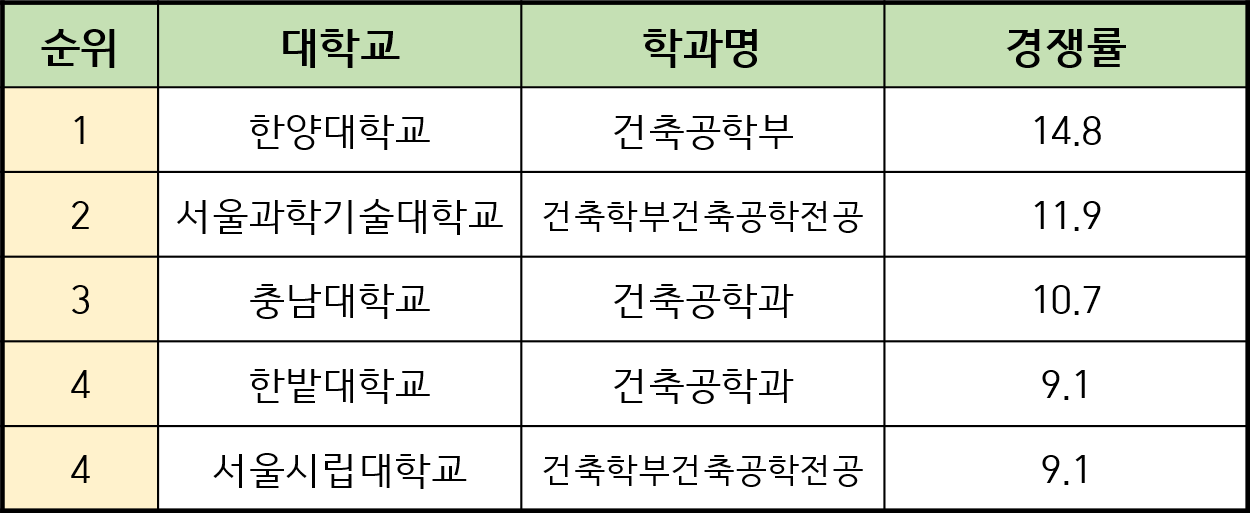 순위 대학교 학과명 경쟁률
1 한양대학교 건축공학부 14.8
2 서울과학기술대학교 건축학부건축공학전공 11.9
3 충남대학교 건축공학과 10.7
4 한밭대학교 건축공학과 9.1
4 서울시립대학교 건축학부건축공학전공 9.1